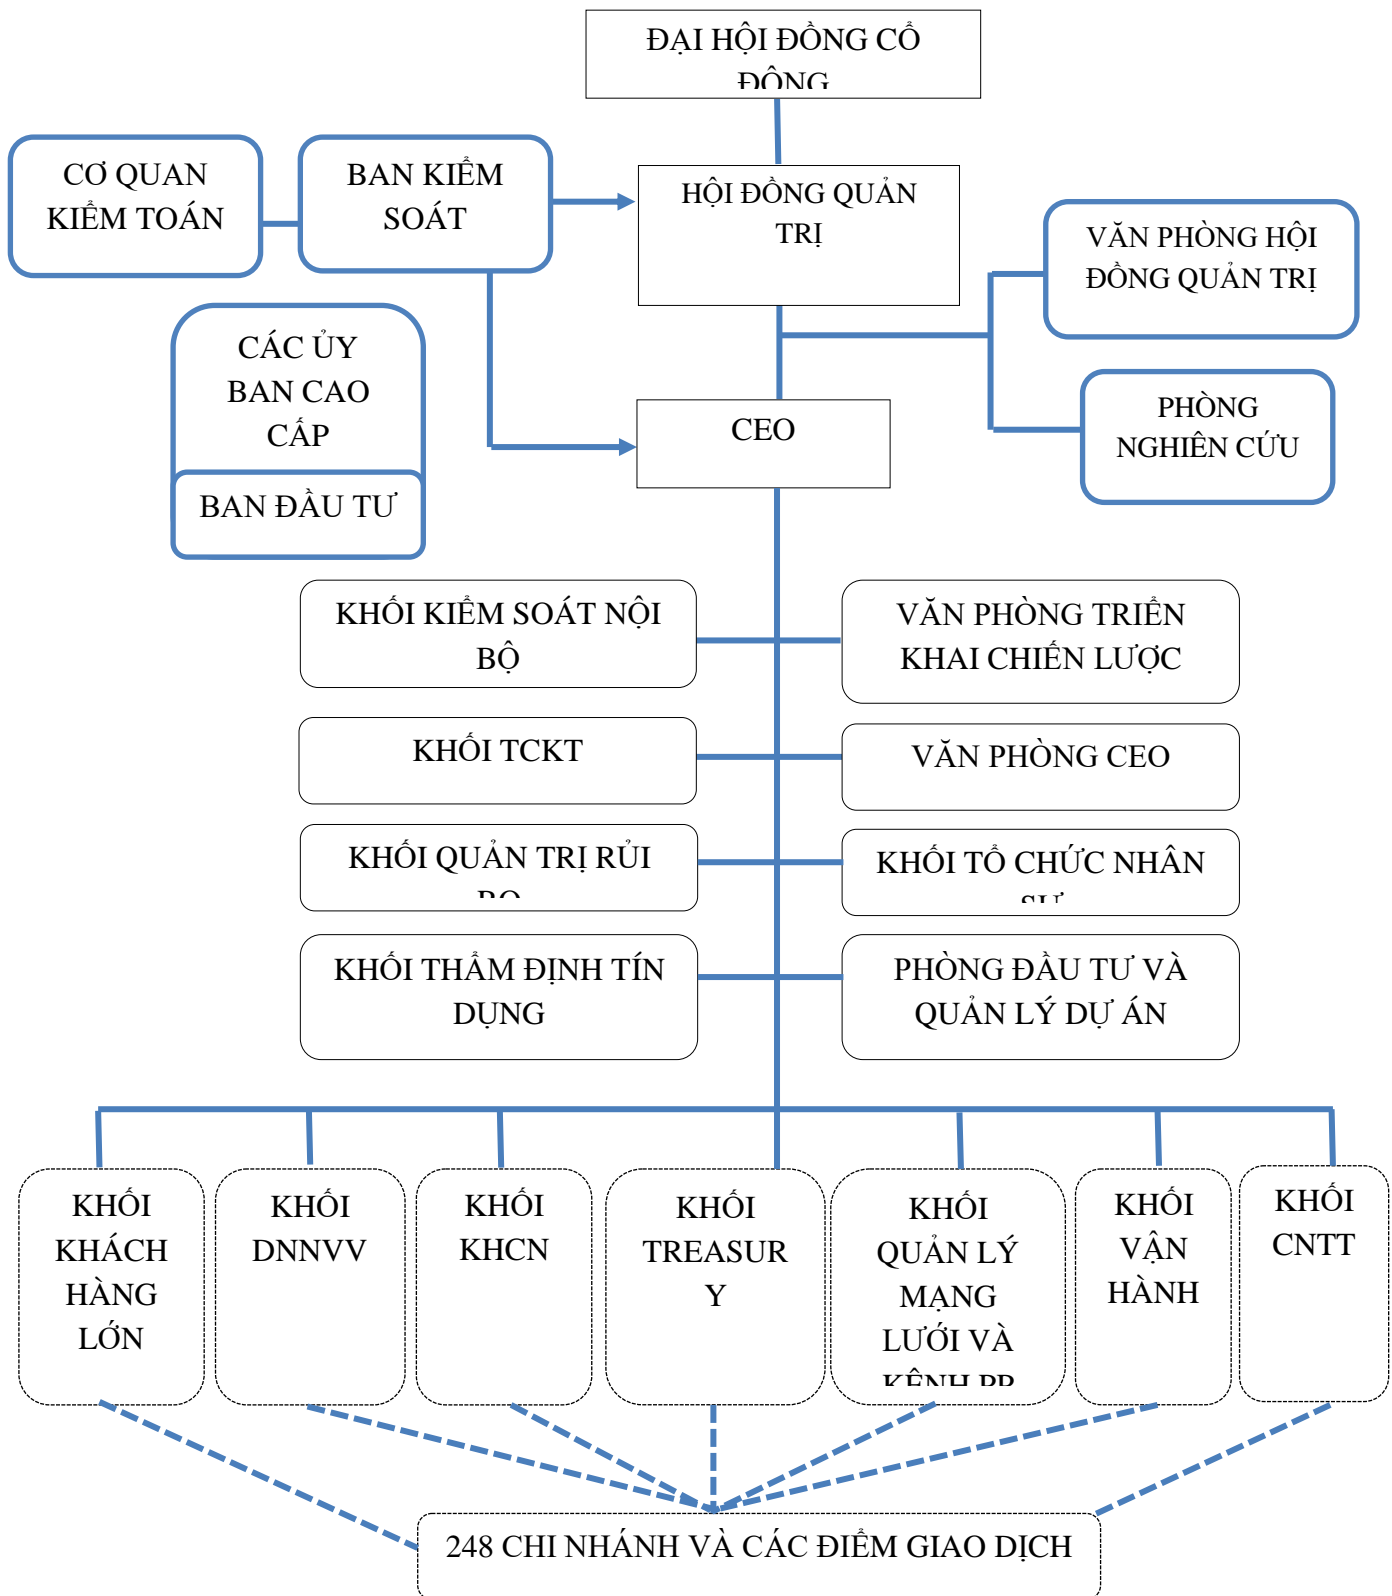 ĐẠI HỘI ĐỒNG CỔ
ĐÔNG
CƠ QUAN
KIỂM TOÁN
BAN KIỂM
SOÁT
HỘI ĐỒNG QUẢN
TRỊ
VĂN PHÒNG HỘI
ĐỒNG QUẢN TRỊ
CÁC ỦY
BAN CAO
CẤP
BAN ĐẦU TƯ
CEO
PHÒNG
NGHIÊN CỨU
KHỐI KIỂM SOÁT NỘI
BỘ
VĂN PHÒNG TRIỂN
KHAI CHIẾN LƯỢC
KHỐI TCKT
VĂN PHÒNG CEO
KHỐI QUẢN TRỊ RỦI
RO
KHỐI TỔ CHỨC NHÂN
SỰ
KHỐI THẨM ĐỊNH TÍN
DỤNG
PHÒNG ĐẦU TƯ VÀ
QUẢN LÝ DỰ ÁN
KHỐI
KHÁCH
HÀNG
LỚN
KHỐI
DNNVV
KHỐI
KHCN
KHỐI
TREASUR
Y
KHỐI
QUẢN LÝ
MẠNG
LƯỚI VÀ
KÊNH PP
KHỐI
VẬN
HÀNH
KHỐI
CNTT
248 CHI NHÁNH VÀ CÁC ĐIỂM GIAO DỊCH